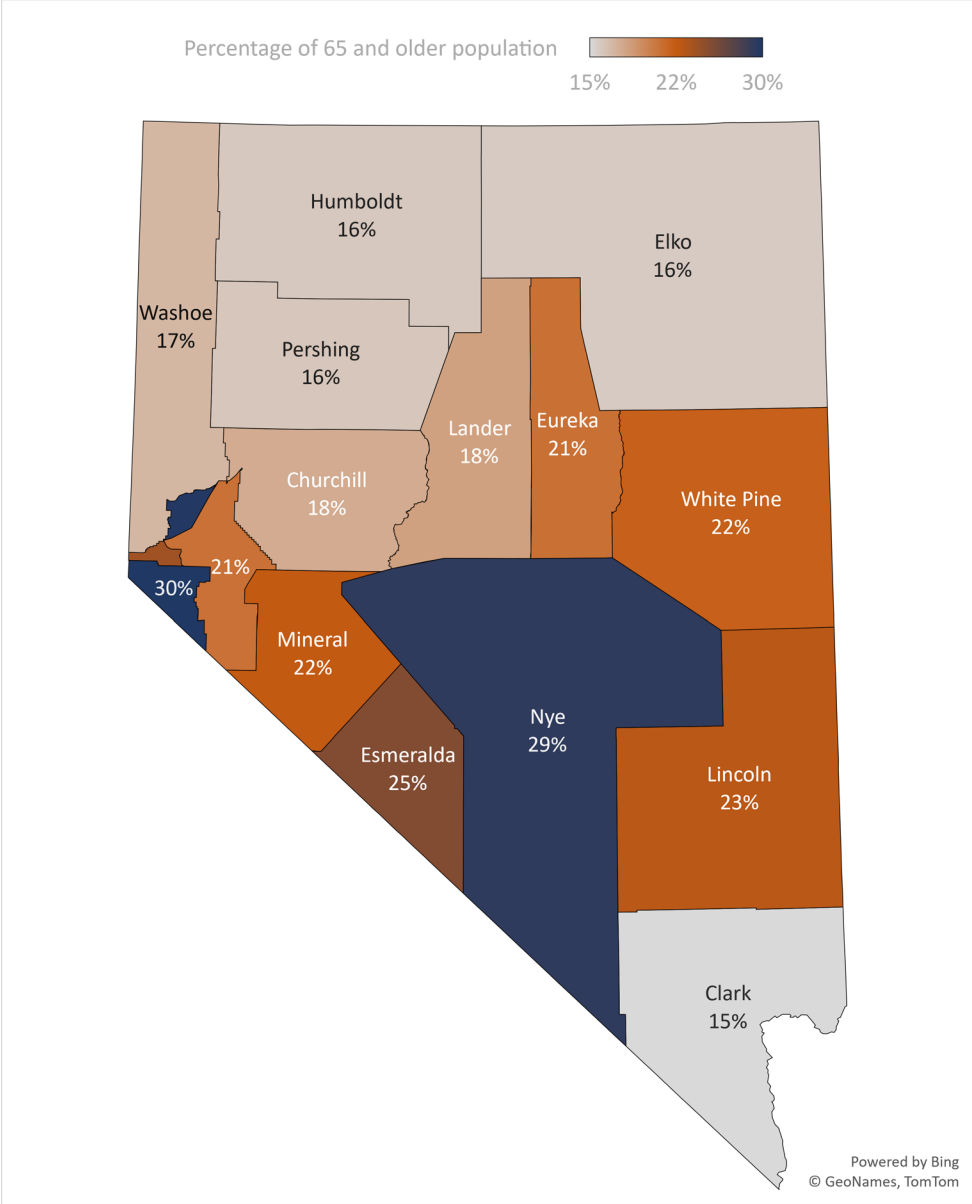 Percentage of 65 and older population
15% 22% 30%
Humboldt
16%
Elko
16%
Washoe
17%
Pershing
16%
Lander
18%
Eureka
21%
Churchill
18%
White Pine
22%
21%
30%
Mineral
22%
Nye
29%
Esmeralda
25%
Lincoln
23%
Clark
15%
Powered by Bing
© GeoNames, TomTom